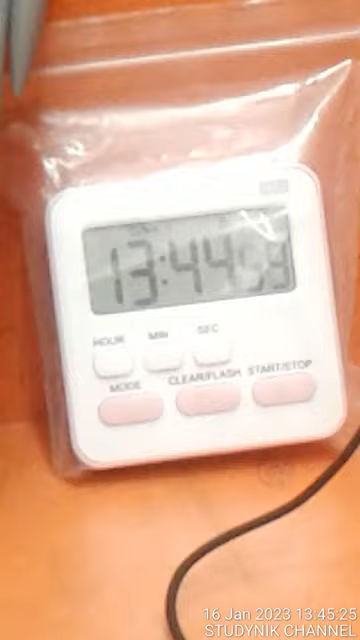 13:44 59
HOUR MIN SEC
MODE CLEAR/FLASH START/STOP
16 Jan 2023 13.45.25
STUDYNIK CHANNEL